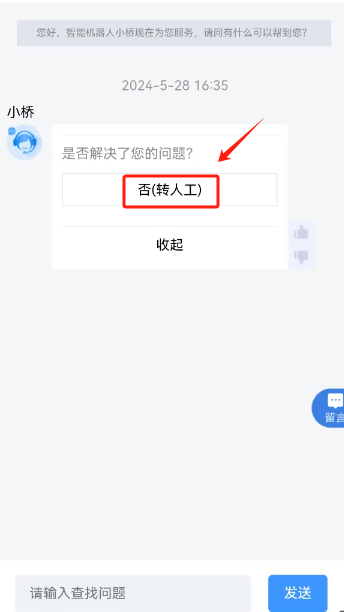 您好，智能机器人小桥现在为您服务，请问有什么可以帮到您?
2024-5-28 16:35
小桥
是否解决了您的问题?
否(转人工)
收起
留言
请输入查找问题
发送